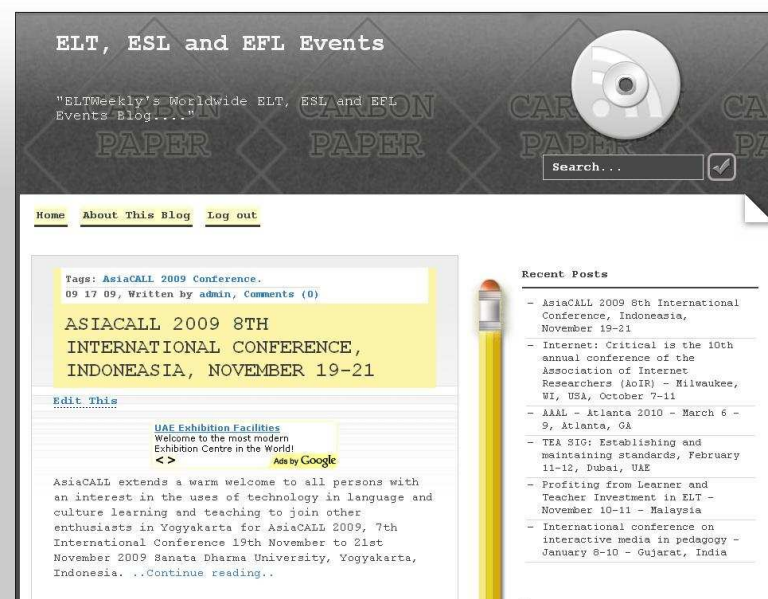 ELT, ESL and EFL Events
"ELTWeekly's Worldwide ELT, ESL and EFL
Events Blog...."
CARBON
PAPER
CARBON
PAPER
CAR
PAPER
CA
Search...
Home About This Blog Log out
Tags: AsiaCALL 2009 Conference.
09 17 09, Written by admin, Comments (0)
ASIACALL 2009 8TH
INTERNATIONAL CONFERENCE,
INDONEASIA, NOVEMBER 19-21
Edit This
UAE Exhibition Facilities
Welcome to the most modern
Exhibition Centre in the World!
< > Ads by Google
AsiaCALL extends a warm welcome to all persons with
an interest in the uses of technology in language and
culture learning and teaching to join other
enthusiasts in Yogyakarta for AsiaCALL 2009, 7th
International Conference 19th November to 21st
November 2009 Sanata Dharma University, Yogyakarta,
Indonesia. ..Continue reading..
Recent Posts
– AsiaCALL 2009 8th International
Conference, Indoneasia,
November 19-21
– Internet: Critical is the 10th
annual conference of the
Association of Internet
Researchers (AoIR) – Milwaukee,
WI, USA, October 7-11
– AAAL – Atlanta 2010 – March 6 –
9, Atlanta, GA
– TEA SIG: Establishing and
maintaining standards, February
11-12, Dubai, UAE
– Profiting from Learner and
Teacher Investment in ELT –
November 10-11 – Malaysia
– International conference on
interactive media in pedagogy –
January 8-10 – Gujarat, India